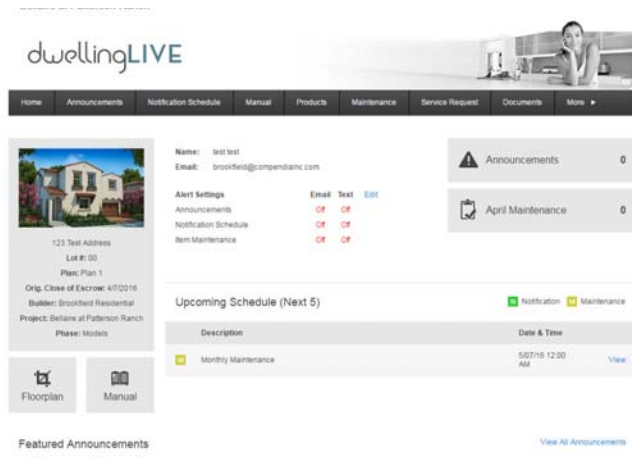 dwellingLIVE
Home Announcements Notification Schedule Manual Products Maintenance Service Request Documents More ►
123 Test Address
Lot #: 00
Plan: Plan 1
Orig. Close of Escrow: 4/7/2016
Builder: Brookfield Residential
Project: Bellaire at Patterson Ranch
Phase: Models
Floorplan Manual
Name: test test
Email: brookfield@compendiainc.com
Alert Settings Email Text Edit
Announcements Off Off
Notification Schedule Off Off
Item Maintenance Off Off
Announcements 0
April Maintenance 0
Upcoming Schedule (Next 5) N Notification M Maintenance
Description Date & Time
M Monthly Maintenance 5/07/16 12:00 AM View
Featured Announcements View All Announcements